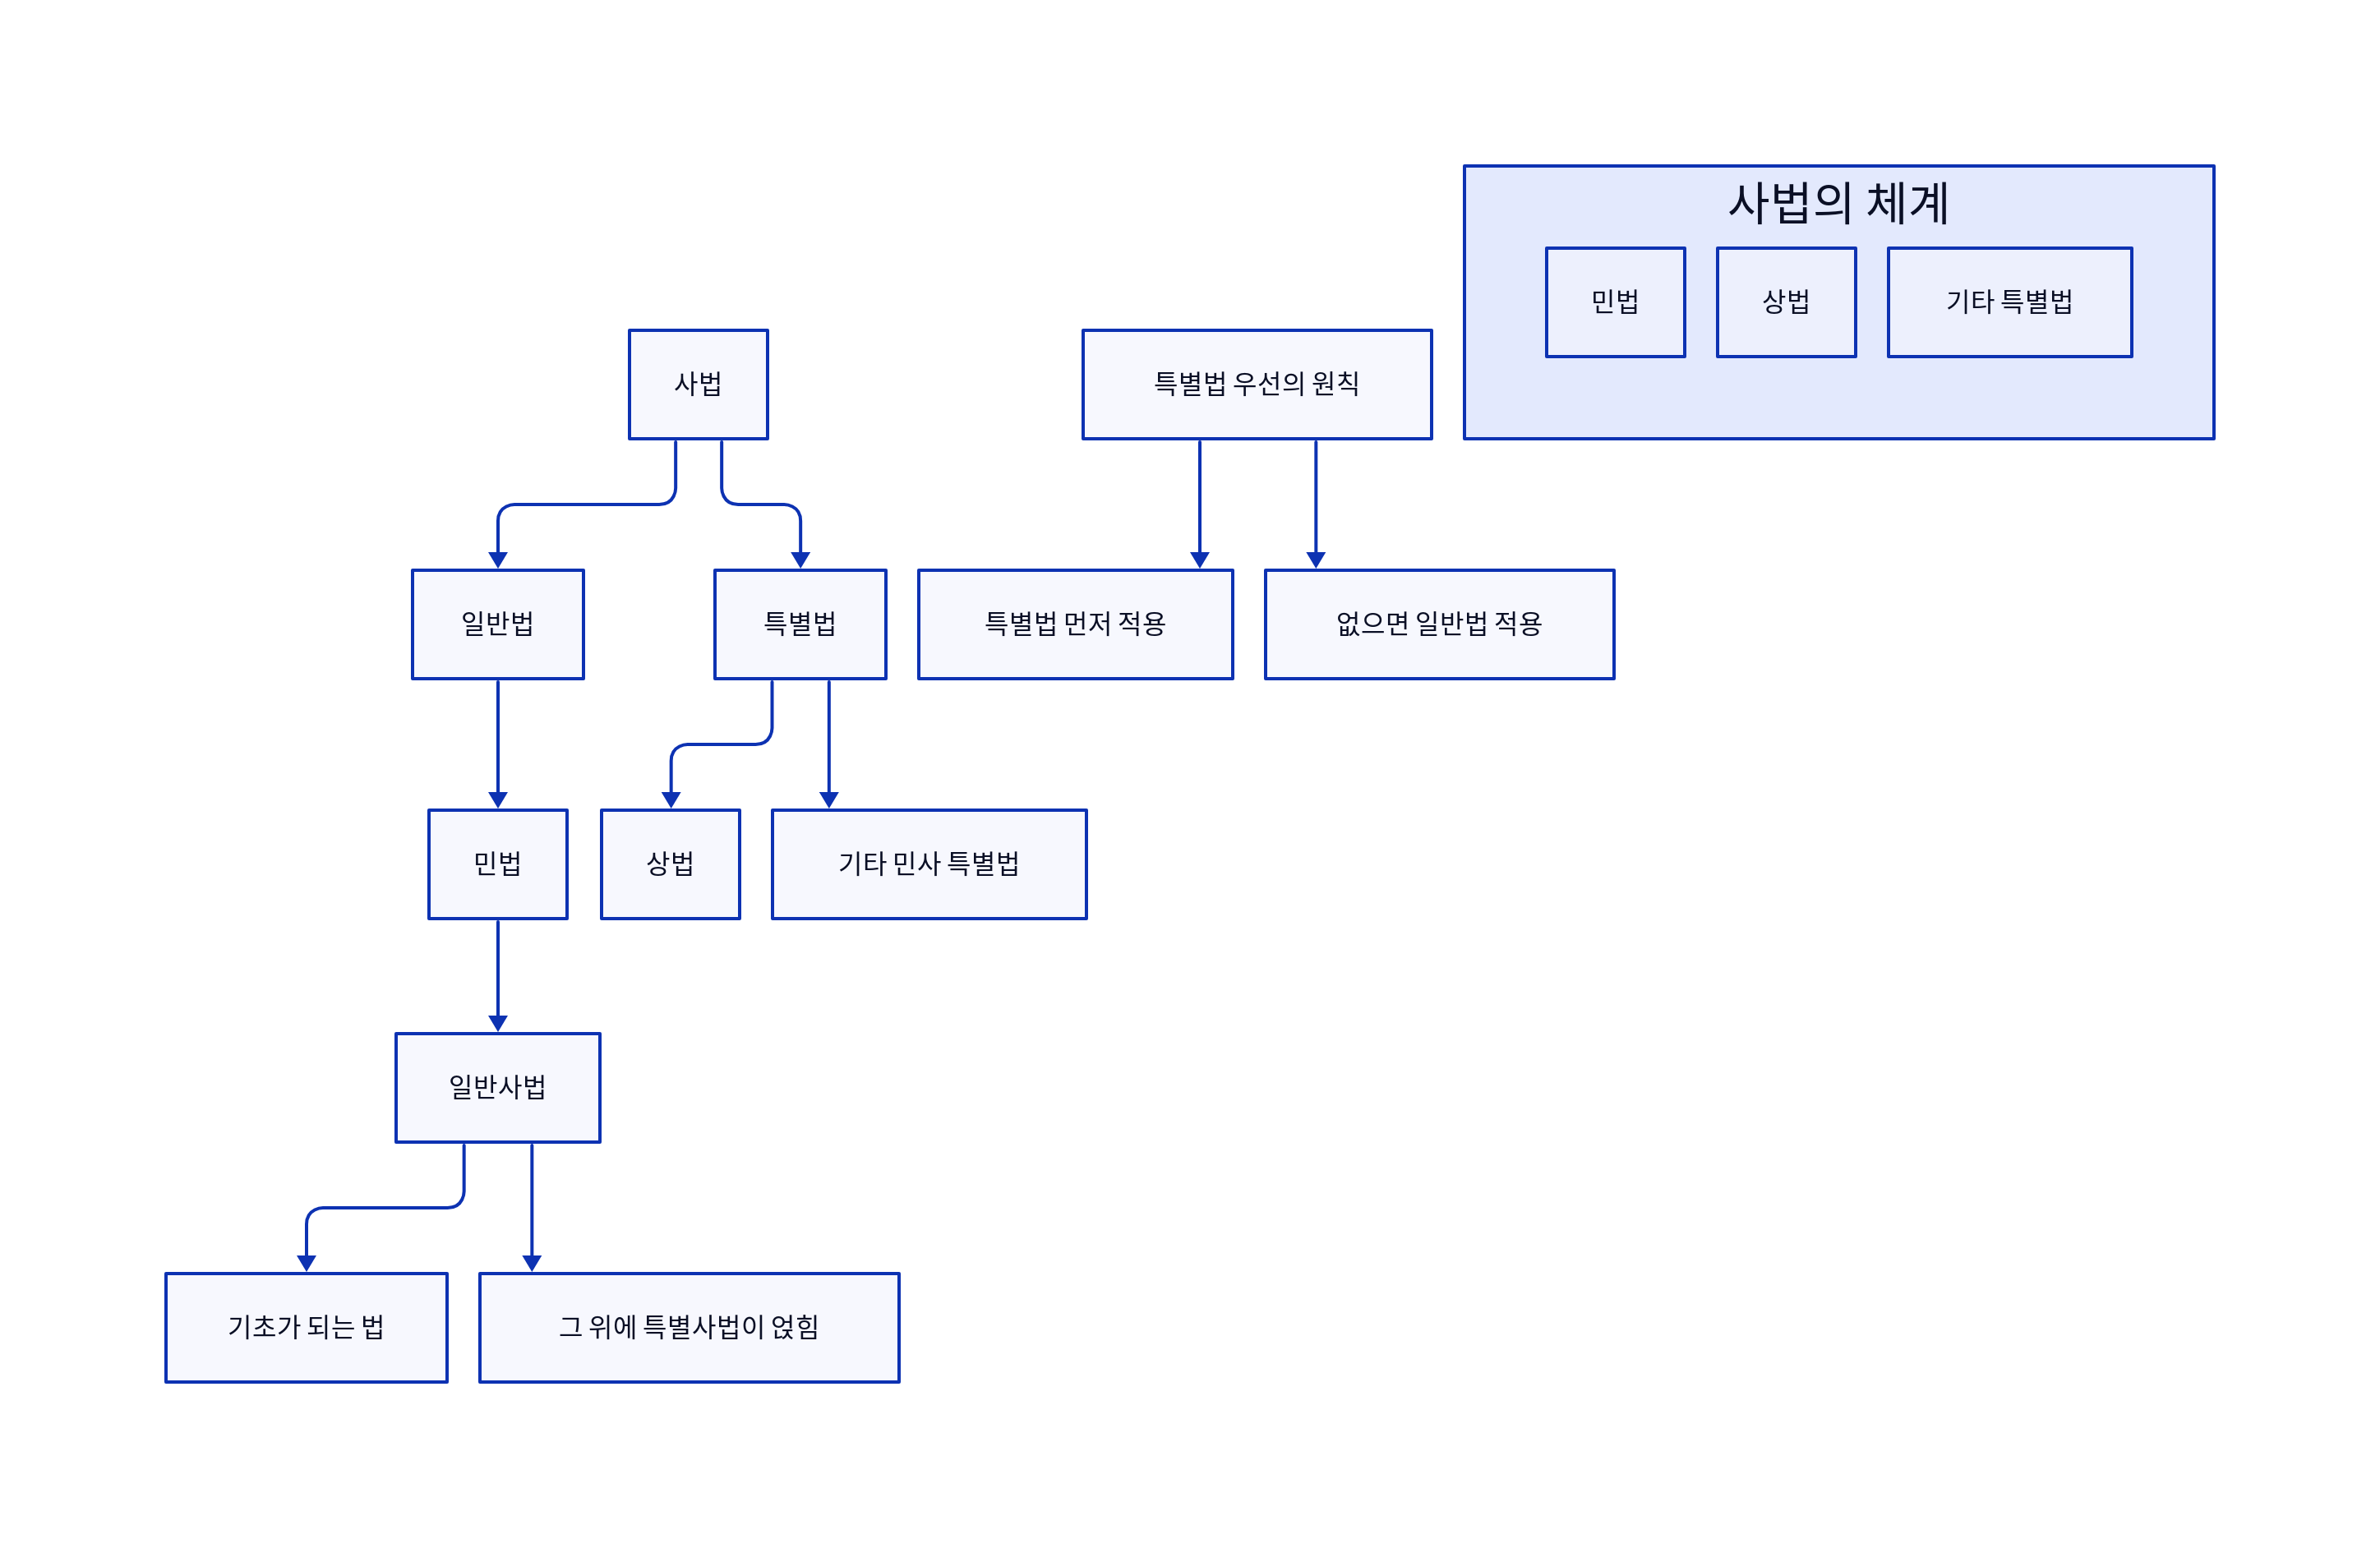 사법의 체계
민법
상법
기타 특별법
사법
특별법 우선의 원칙
일반법
특별법
특별법 먼저 적용
없으면 일반법 적용
민법
상법
기타 민사 특별법
일반사법
기초가 되는 법
그 위에 특별사법이 얹힘